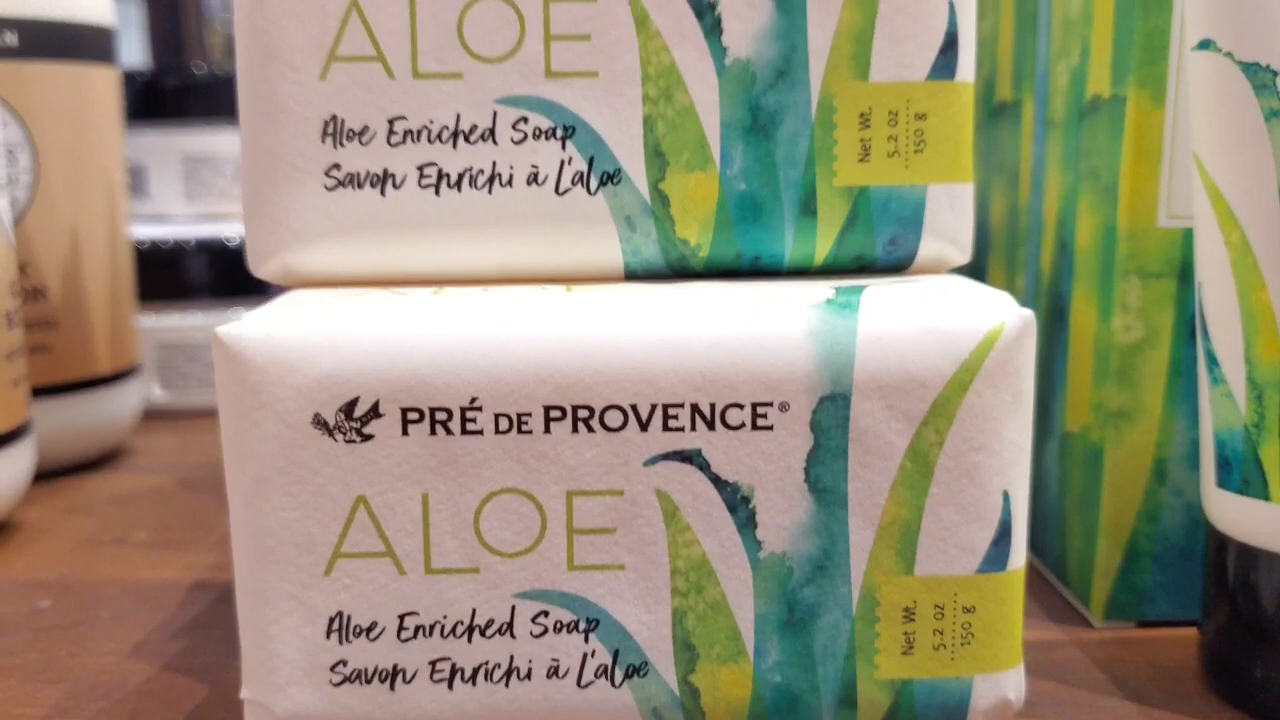 ALOE
Aloe Enriched Soap
Savon Enrichi à L'aloe
Net Wt.
5.2 oz
150 g
PRÉ DE PROVENCE®
ALOE
Aloe Enriched Soap
Savon Enrichi à L'aloe
Net Wt.
5.2 oz
150 g